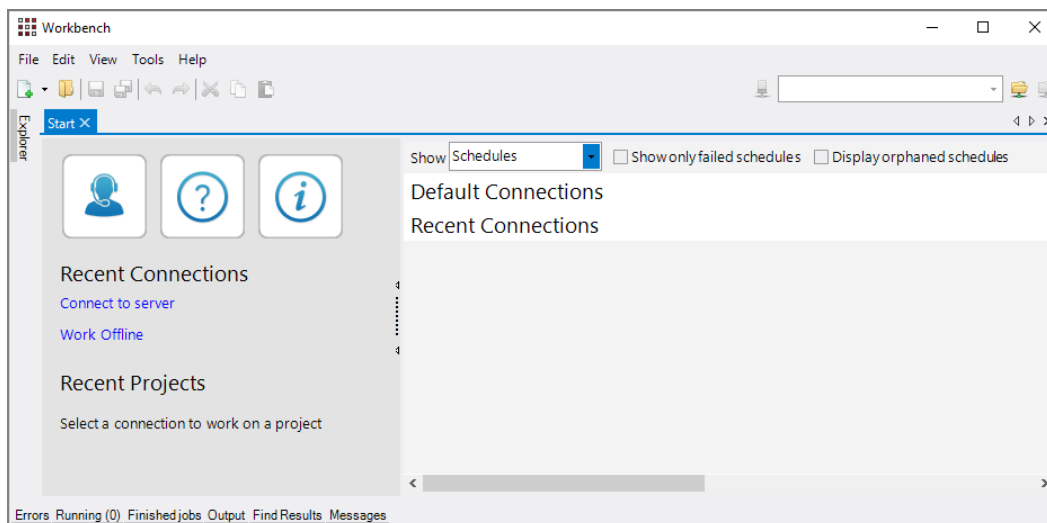 Workbench
File Edit View Tools Help
Explorer
Start
Show Schedules Show only failed schedules Display orphaned schedules
Default Connections
Recent Connections
Recent Connections
Connect to server
Work Offline
Recent Projects
Select a connection to work on a project
Errors Running (0) Finished jobs Output Find Results Messages